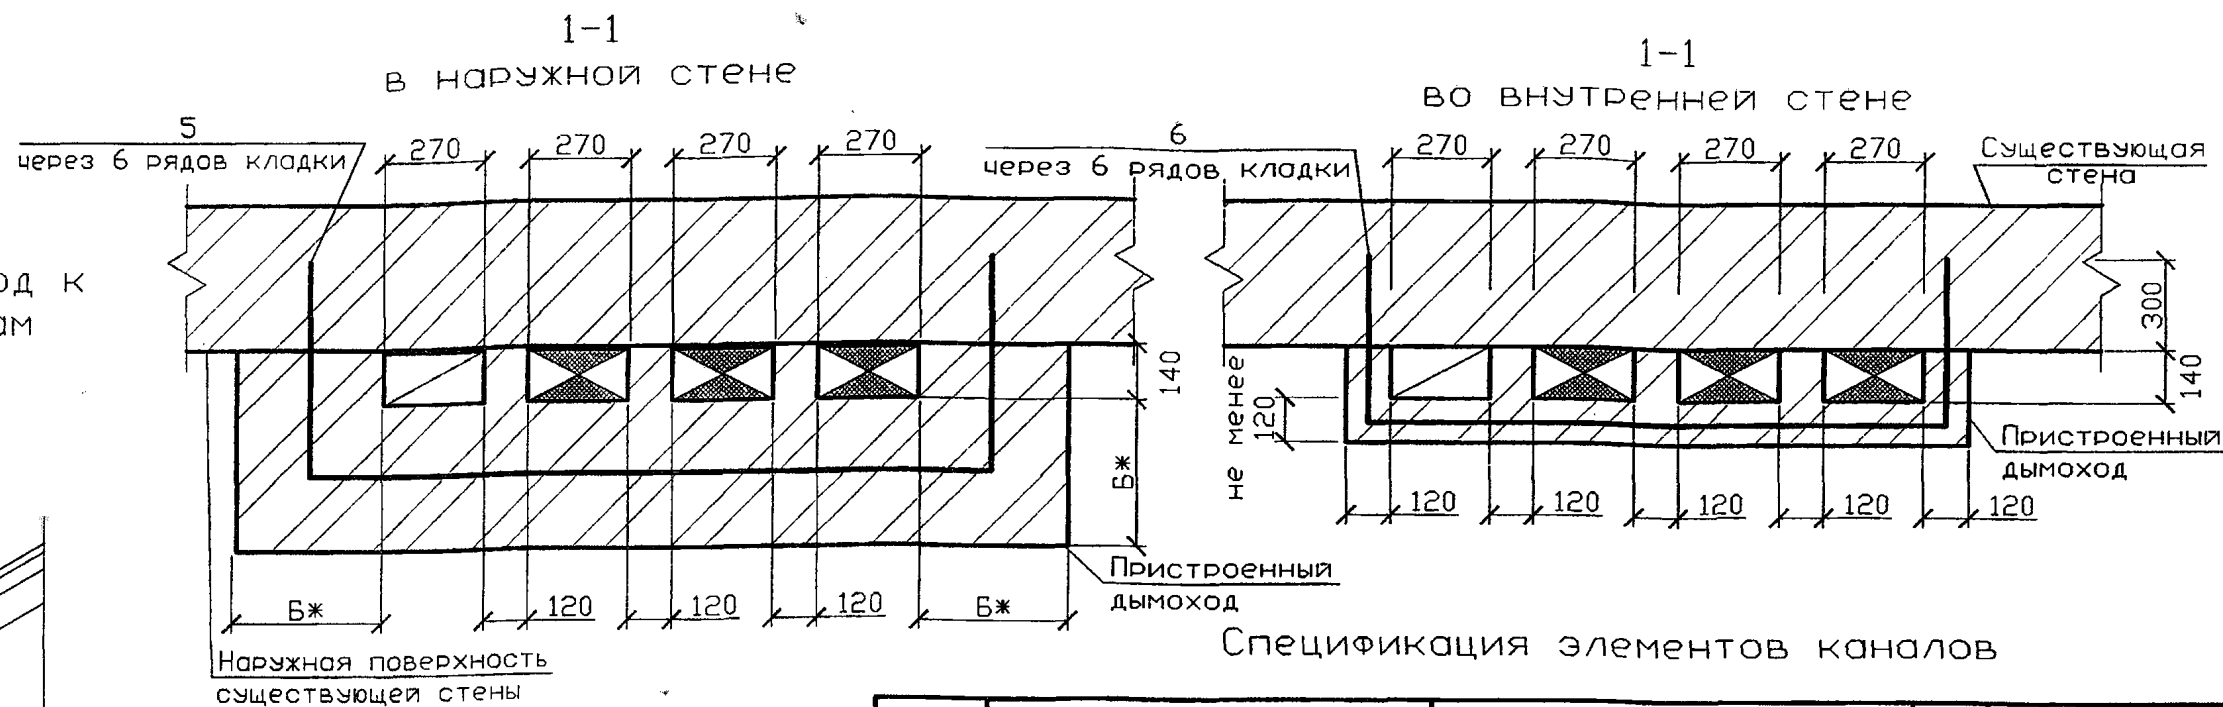 1-1
в наружной стене
5
через 6 рядов кладки
270
270
270
270
од к
ам
140
Б*
Б*
120
120
120
Б*
Пристроенный
дымоход
Наружная поверхность
существующей стены
1-1
во внутренней стене
6
через 6 рядов кладки
270
270
270
270
Существующая
стена
300
140
не менее
120
120
120
120
120
120
Пристроенный
дымоход
Спецификация элементов каналов